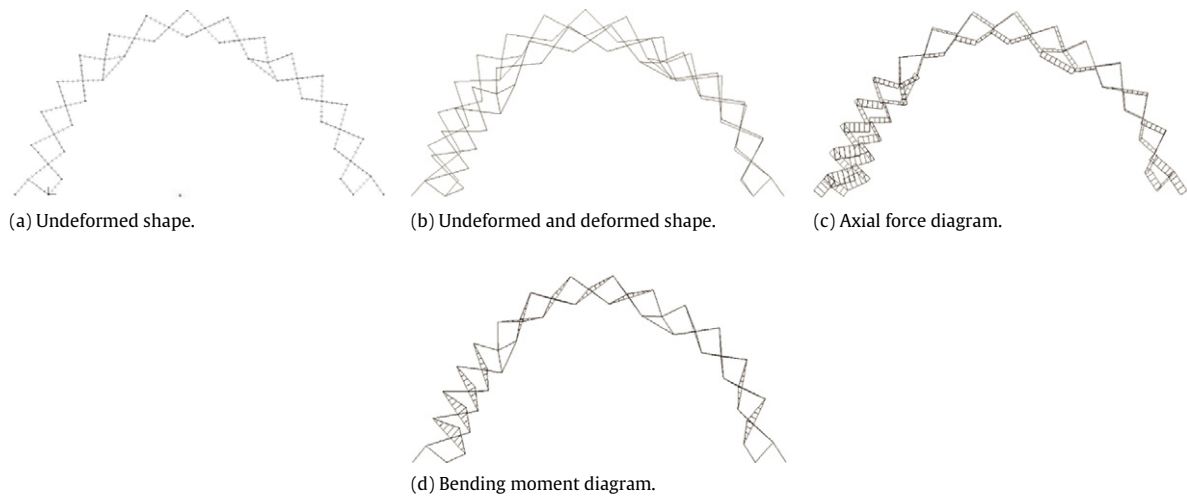 (a) Undeformed shape.
(b) Undeformed and deformed shape.
(c) Axial force diagram.
(d) Bending moment diagram.